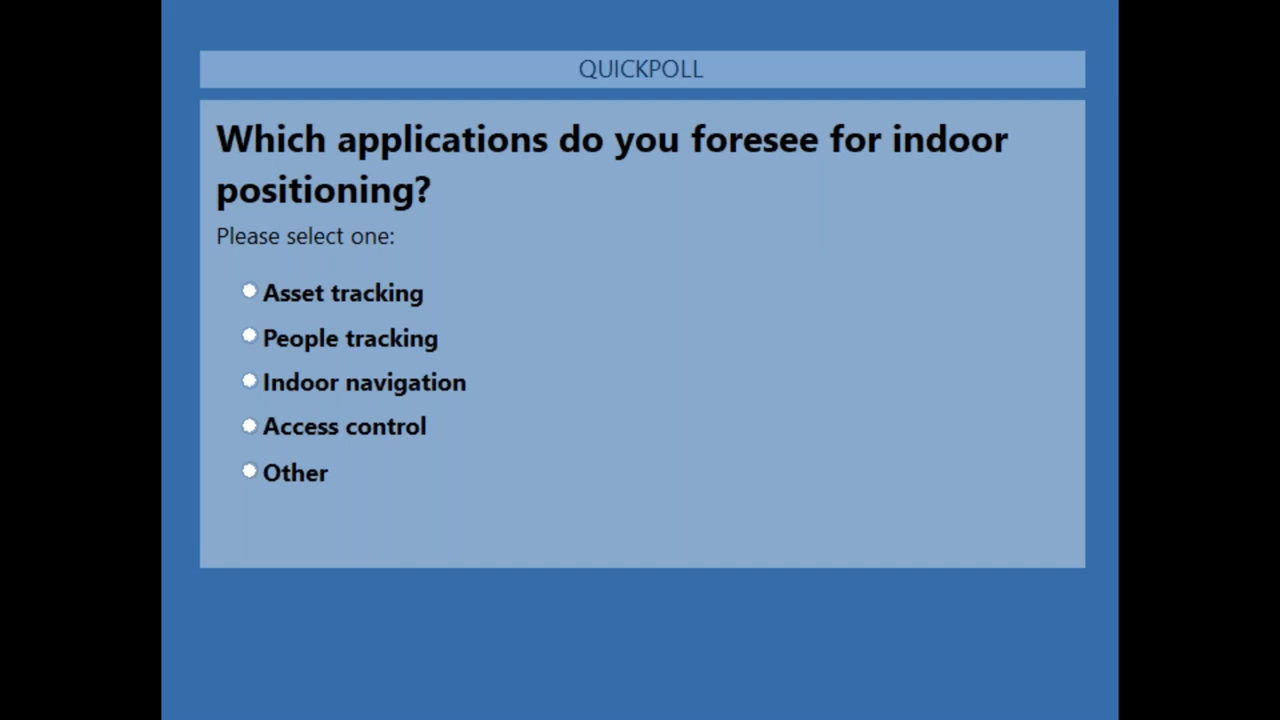 QUICKPOLL
Which applications do you foresee for indoor
positioning?
Please select one:
Asset tracking
People tracking
Indoor navigation
Access control
Other